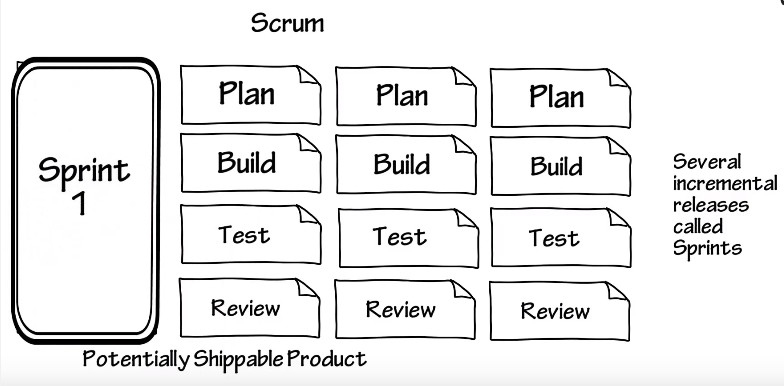 Scrum
Sprint
1
Plan Plan Plan
Build Build Build
Test Test Test
Review Review Review
Several
incremental
releases
called
Sprints
Potentially Shippable Product